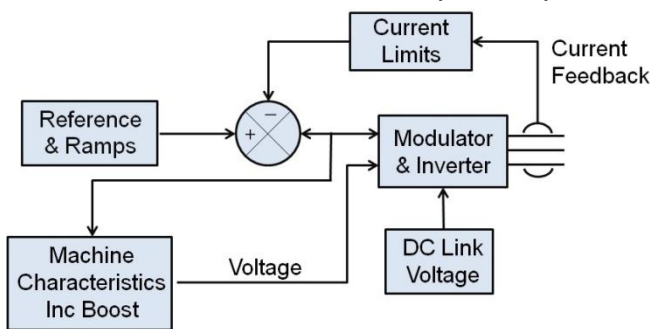 Current
Limits
Current
Feedback
Reference
& Ramps
−
+
Modulator
& Inverter
Machine
Characteristics
Inc Boost
Voltage
DC Link
Voltage